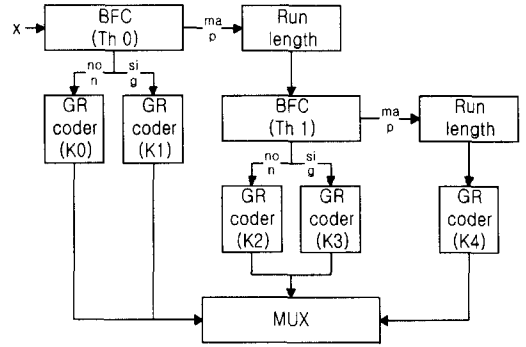 BFC
(Th 0)
x
ma
p
Run
length
no
n
si
g
GR
coder
(K0)
GR
coder
(K1)
BFC
(Th 1)
ma
p
Run
length
no
n
si
g
GR
coder
(K2)
GR
coder
(K3)
GR
coder
(K4)
MUX